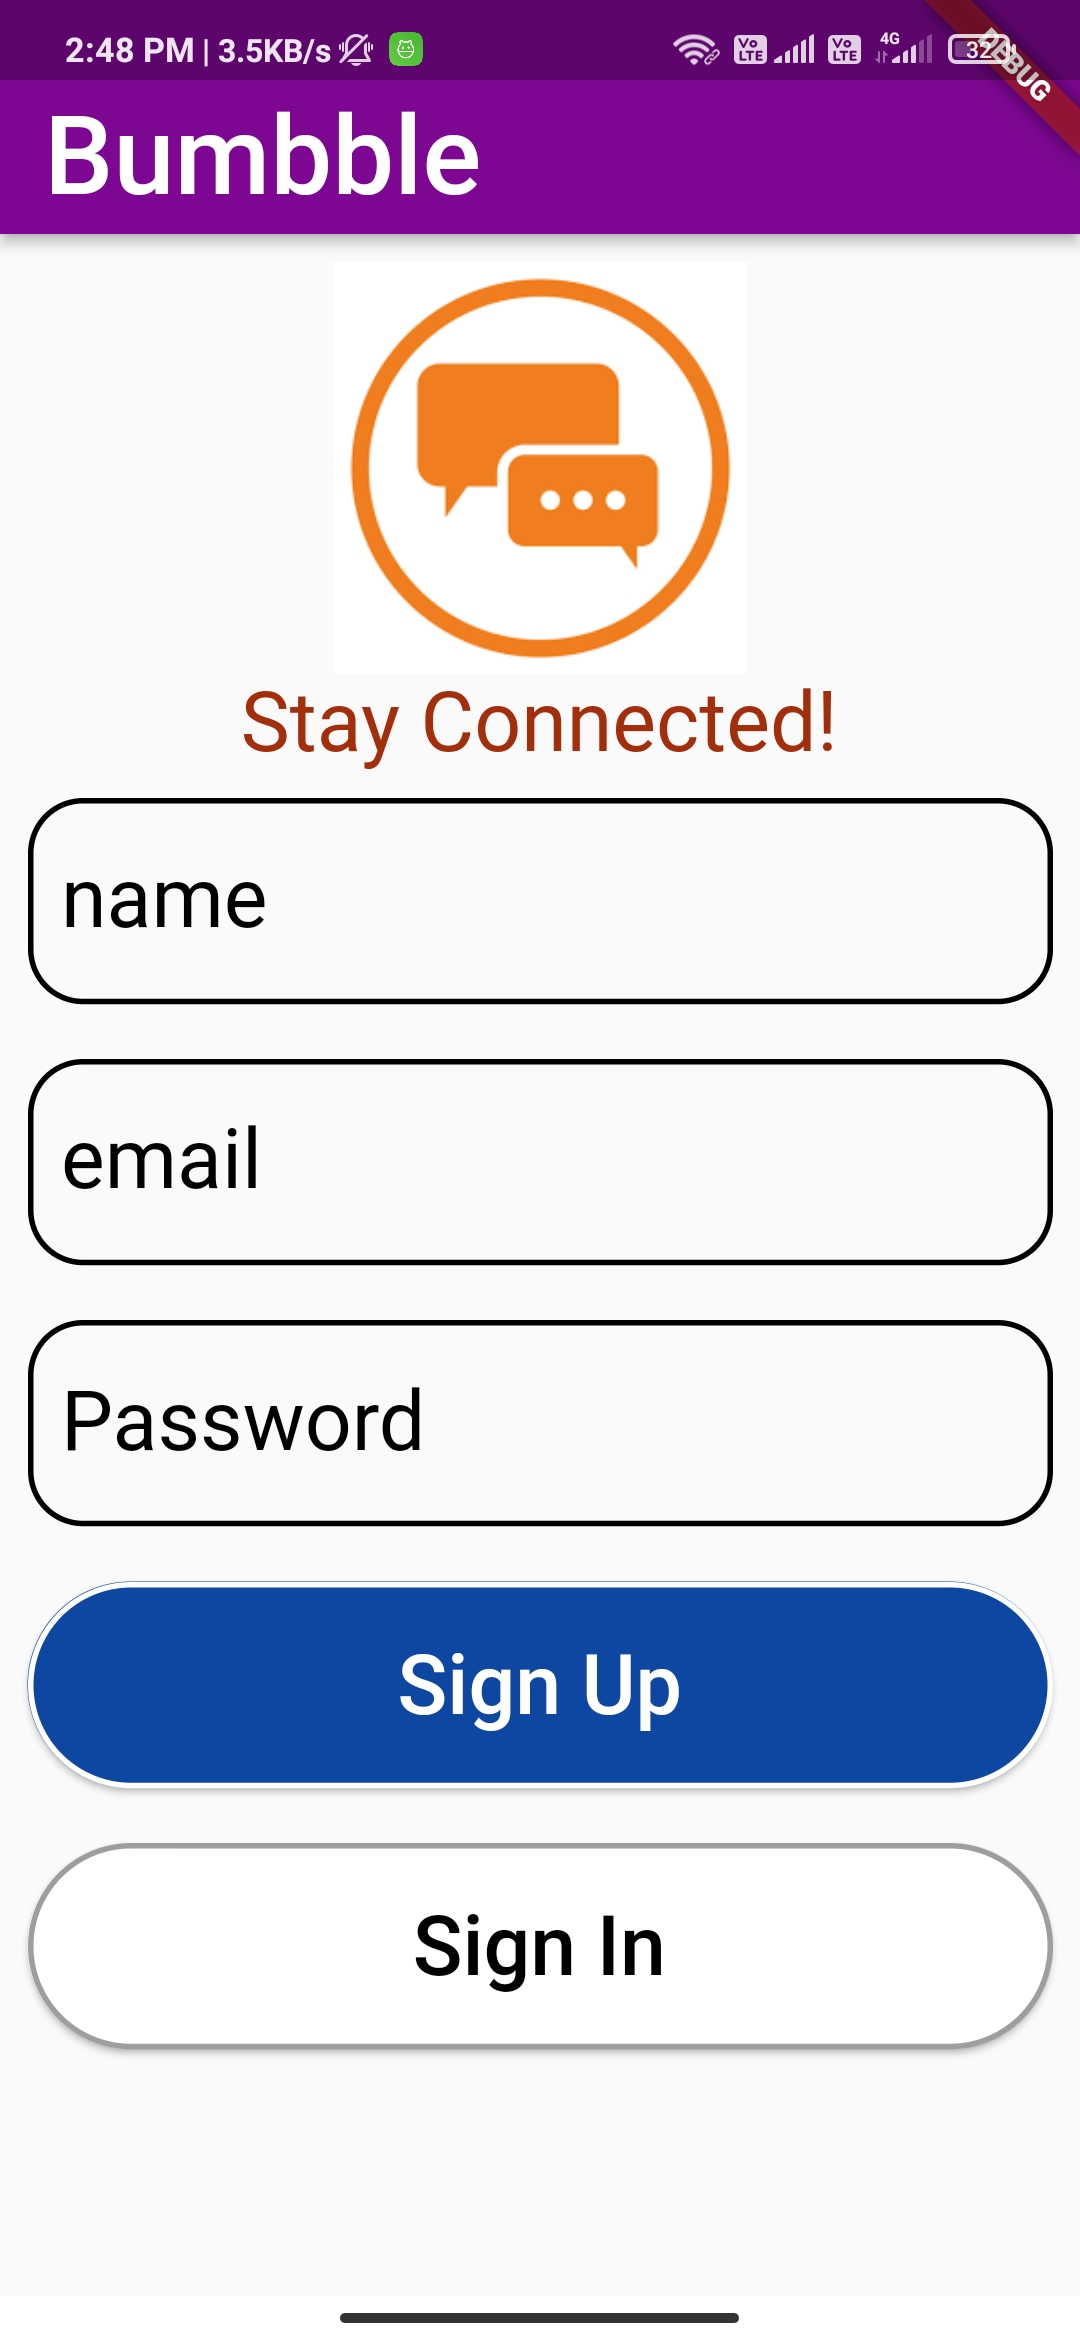 2:48 PM | 3.5KB/s Vo LTE Vo LTE 4G 32
DEBUG
Bumbble
Stay Connected!
name
email
Password
Sign Up
Sign In